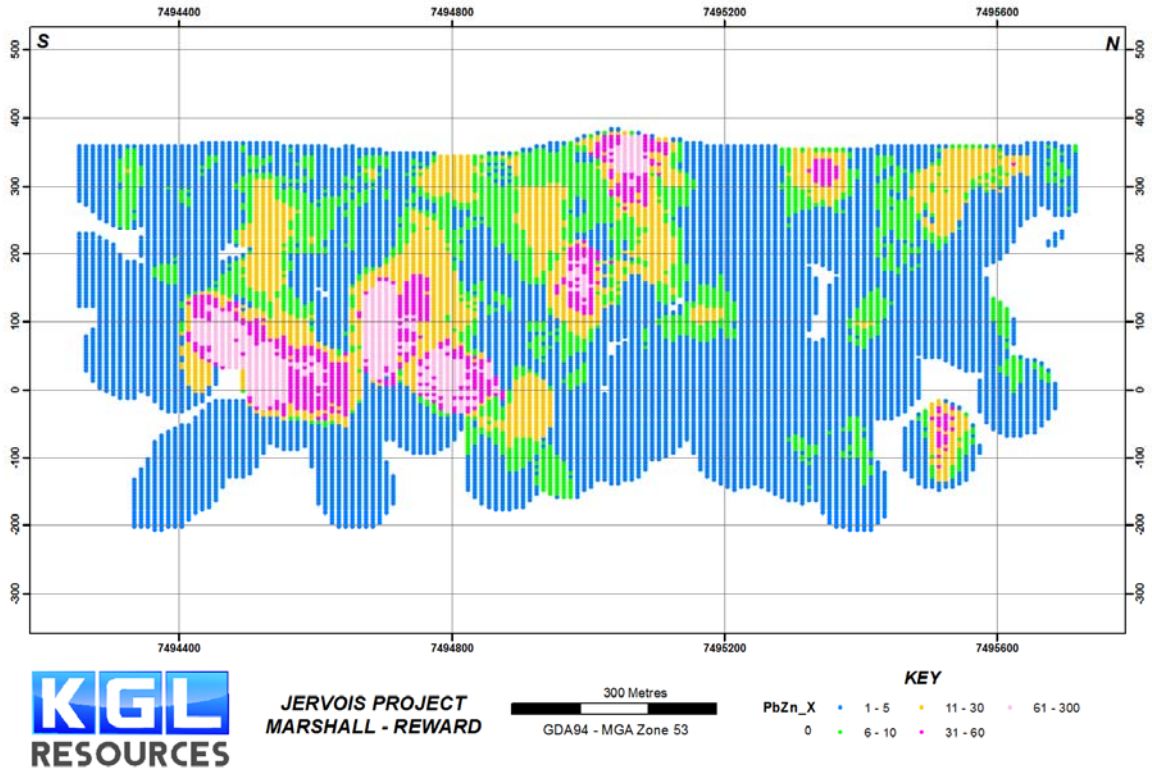 7494400 7494800 7495200 7495600
S N
500 500
400 400
300 300
200 200
100 100
0 0
-100 -100
-200 -200
-300 -300
7494400 7494800 7495200 7495600
KGL
RESOURCES
JERVOIS PROJECT
MARSHALL - REWARD
300 Metres
GDA94 - MGA Zone 53
KEY
PbZn_X 1 - 5 11 - 30 61 - 300
0 6 - 10 31 - 60